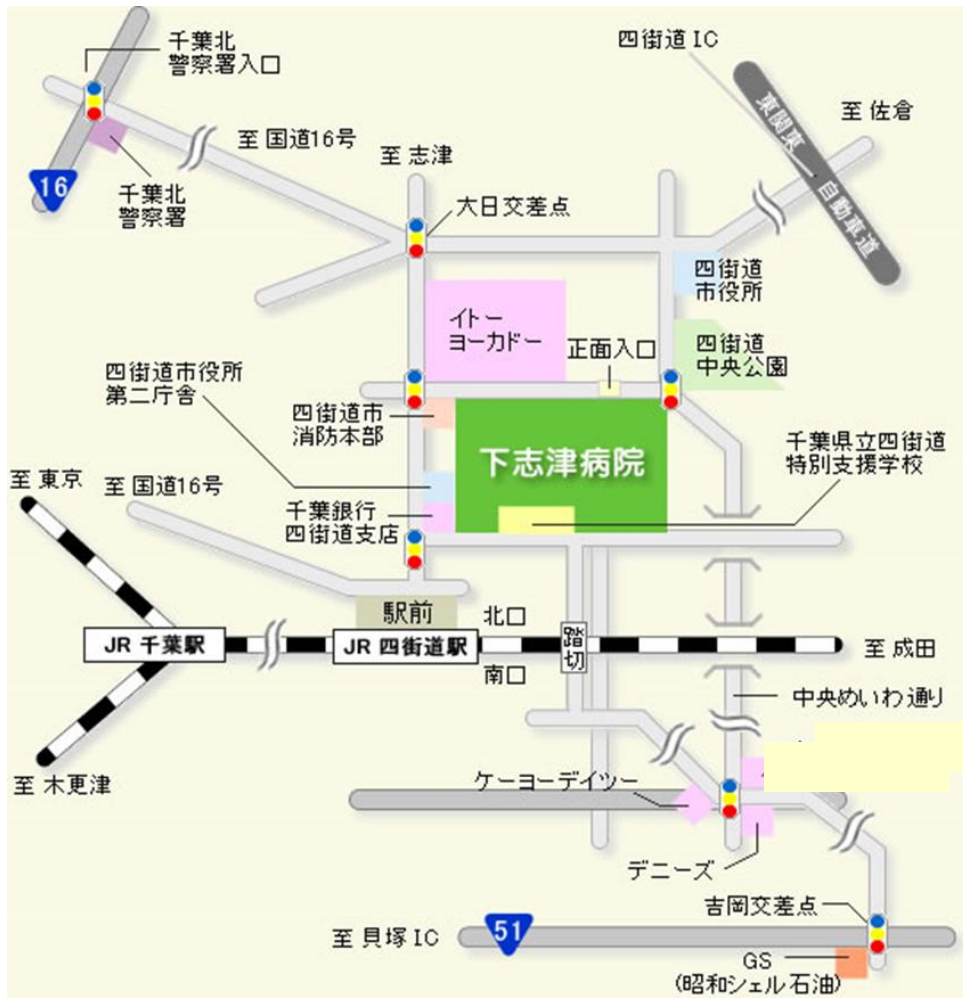 千葉北
警察署入口
四街道 IC
東関東
自動車道
至 佐倉
至 国道16号
至 志津
16
千葉北
警察署
大日交差点
四街道
市役所
イトー
ヨーカドー
正面入口
四街道
中央公園
四街道市役所
第二庁舎
四街道市
消防本部
下志津病院
千葉県立四街道
特別支援学校
至 東京
至 国道16号
千葉銀行
四街道支店
駅前
北口
JR 千葉駅
JR 四街道駅
踏切
至 成田
南口
中央めいわ通り
至 木更津
ケーヨーデイツー
デニーズ
吉岡交差点
至 貝塚 IC
51
GS
(昭和シェル石油)